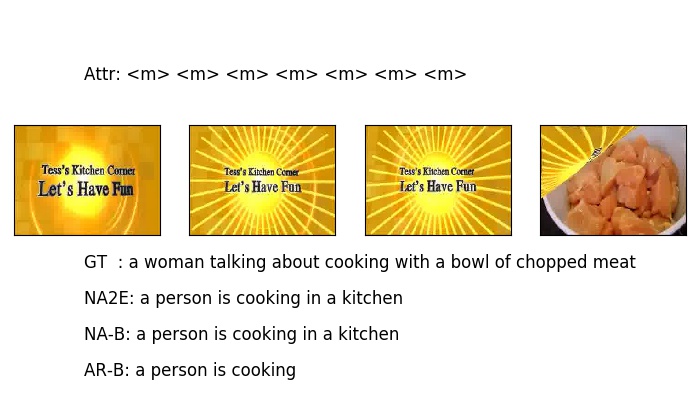 Attr: <m> <m> <m> <m> <m> <m> <m>
Tess's Kitchen Corner
Let's Have Fun
Tess's Kitchen Corner
Let's Have Fun
Tess's Kitchen Corner
Let's Have Fun
GT : a woman talking about cooking with a bowl of chopped meat
NA2E: a person is cooking in a kitchen
NA-B: a person is cooking in a kitchen
AR-B: a person is cooking